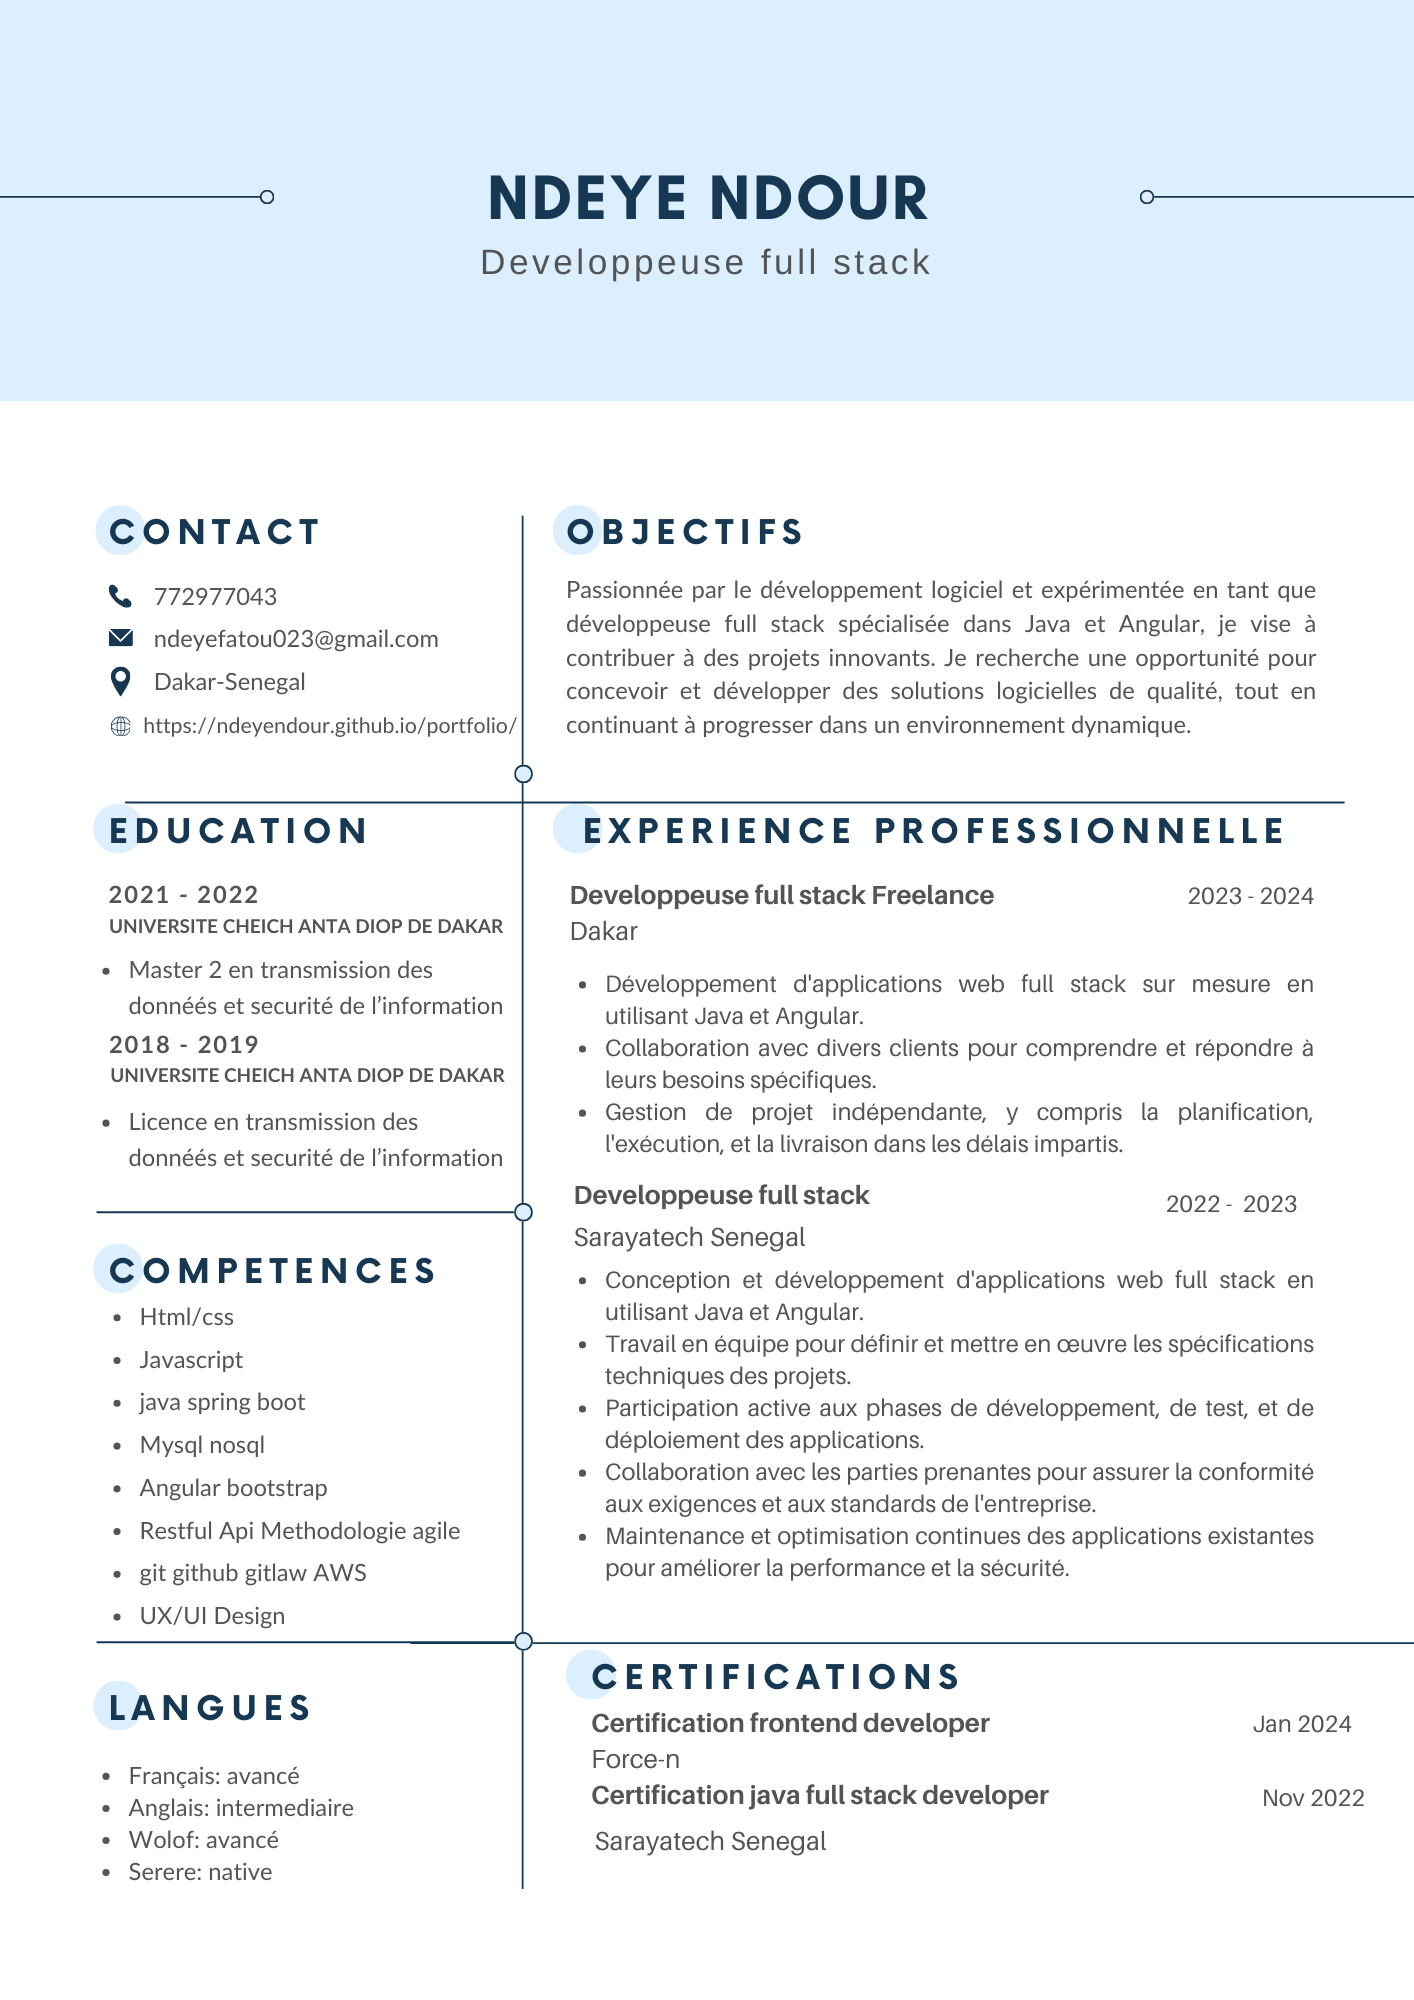 NDEYE NDOUR
Developpeuse full stack
CONTACT
772977043
ndeyefatou023@gmail.com
Dakar-Senegal
https://ndeyendour.github.io/portfolio/
OBJECTIFS
Passionnée par le développement logiciel et expérimentée en tant que
développeuse full stack spécialisée dans Java et Angular, je vise à
contribuer à des projets innovants. Je recherche une opportunité pour
concevoir et développer des solutions logicielles de qualité, tout en
continuant à progresser dans un environnement dynamique.
EDUCATION
2021 - 2022
UNIVERSITE CHEICH ANTA DIOP DE DAKAR
• Master 2 en transmission des
donnéés et securité de l’information
2018 - 2019
UNIVERSITE CHEICH ANTA DIOP DE DAKAR
• Licence en transmission des
donnéés et securité de l’information
COMPETENCES
• Html/css
• Javascript
• java spring boot
• Mysql nosql
• Angular bootstrap
• Restful Api Methodologie agile
• git github gitlaw AWS
• UX/UI Design
LANGUES
• Français: avancé
• Anglais: intermediaire
• Wolof: avancé
• Serere: native
EXPERIENCE PROFESSIONNELLE
Developpeuse full stack Freelance 2023 - 2024
Dakar
• Développement d'applications web full stack sur mesure en
utilisant Java et Angular.
• Collaboration avec divers clients pour comprendre et répondre à
leurs besoins spécifiques.
• Gestion de projet indépendante, y compris la planification,
l'exécution, et la livraison dans les délais impartis.
Developpeuse full stack 2022 - 2023
Sarayatech Senegal
• Conception et développement d'applications web full stack en
utilisant Java et Angular.
• Travail en équipe pour définir et mettre en œuvre les spécifications
techniques des projets.
• Participation active aux phases de développement, de test, et de
déploiement des applications.
• Collaboration avec les parties prenantes pour assurer la conformité
aux exigences et aux standards de l'entreprise.
• Maintenance et optimisation continues des applications existantes
pour améliorer la performance et la sécurité.
CERTIFICATIONS
Certification frontend developer Jan 2024
Force-n
Certification java full stack developer Nov 2022
Sarayatech Senegal